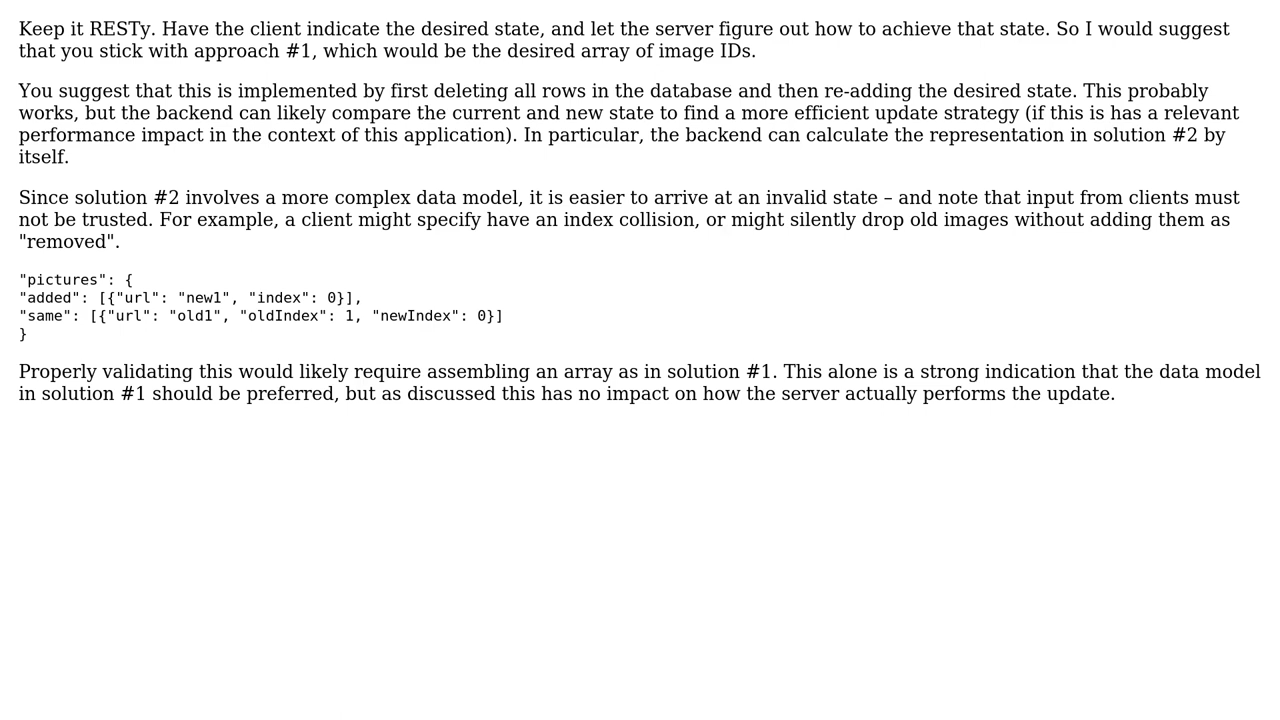 Keep it RESTy. Have the client indicate the desired state, and let the server figure out how to achieve that state. So I would suggest
that you stick with approach #1, which would be the desired array of image IDs.
You suggest that this is implemented by first deleting all rows in the database and then re-adding the desired state. This probably
works, but the backend can likely compare the current and new state to find a more efficient update strategy (if this is has a relevant
performance impact in the context of this application). In particular, the backend can calculate the representation in solution #2 by
itself.
Since solution #2 involves a more complex data model, it is easier to arrive at an invalid state – and note that input from clients must
not be trusted. For example, a client might specify have an index collision, or might silently drop old images without adding them as
"removed".
"pictures": {
"added": [{"url": "new1", "index": 0}],
"same": [{"url": "old1", "oldIndex": 1, "newIndex": 0}]
}
Properly validating this would likely require assembling an array as in solution #1. This alone is a strong indication that the data model
in solution #1 should be preferred, but as discussed this has no impact on how the server actually performs the update.